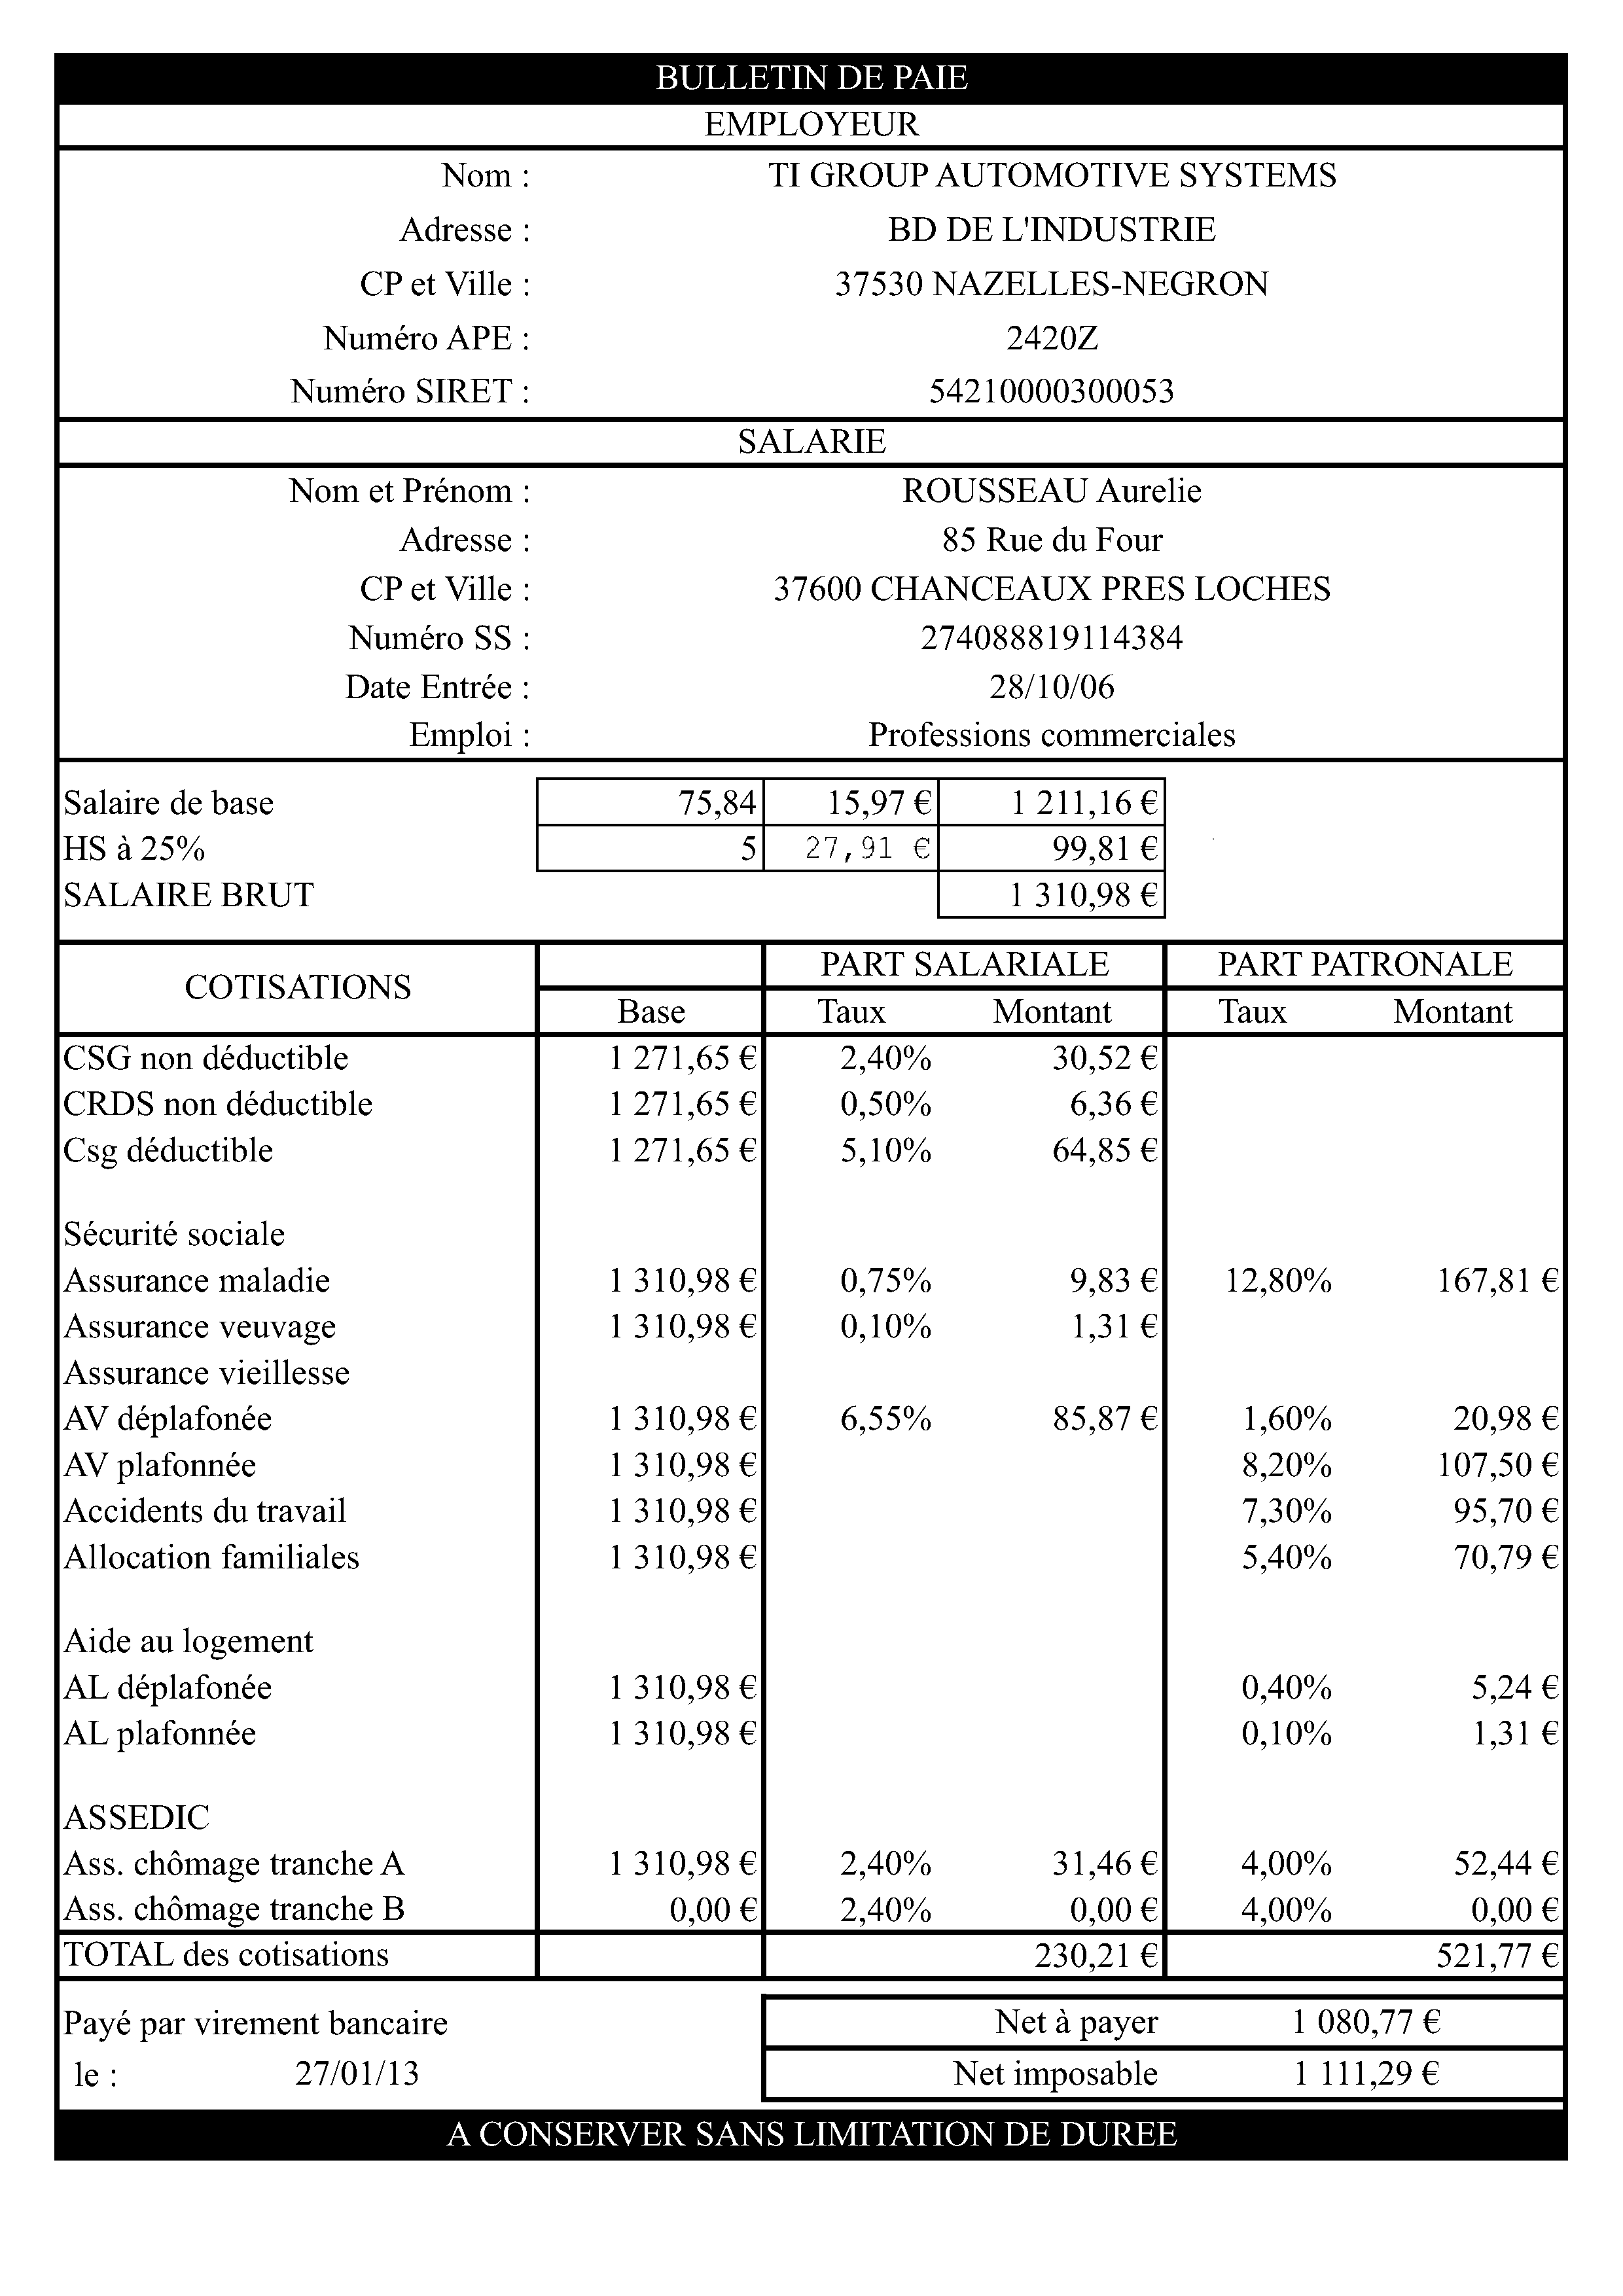 BULLETIN DE PAIE
EMPLOYEUR
Nom : TI GROUP AUTOMOTIVE SYSTEMS
Adresse : BD DE L'INDUSTRIE
CP et Ville : 37530 NAZELLES-NEGRON
Numéro APE : 2420Z
Numéro SIRET : 54210000300053
SALARIE
Nom et Prénom : ROUSSEAU Aurelie
Adresse : 85 Rue du Four
CP et Ville : 37600 CHANCEAUX PRES LOCHES
Numéro SS : 274088819114384
Date Entrée : 28/10/06
Emploi : Professions commerciales
Salaire de base 75,84 15,97 € 1 211,16 €
HS à 25% 5 27,91 € 99,81 €
SALAIRE BRUT 1 310,98 €
COTISATIONS PART SALARIALE PART PATRONALE
Base Taux Montant Taux Montant
CSG non déductible 1 271,65 € 2,40% 30,52 €
CRDS non déductible 1 271,65 € 0,50% 6,36 €
Csg déductible 1 271,65 € 5,10% 64,85 €
Sécurité sociale
Assurance maladie 1 310,98 € 0,75% 9,83 € 12,80% 167,81 €
Assurance veuvage 1 310,98 € 0,10% 1,31 €
Assurance vieillesse
AV déplafonée 1 310,98 € 6,55% 85,87 € 1,60% 20,98 €
AV plafonnée 1 310,98 € 8,20% 107,50 €
Accidents du travail 1 310,98 € 7,30% 95,70 €
Allocation familiales 1 310,98 € 5,40% 70,79 €
Aide au logement
AL déplafonée 1 310,98 € 0,40% 5,24 €
AL plafonnée 1 310,98 € 0,10% 1,31 €
ASSEDIC
Ass. chômage tranche A 1 310,98 € 2,40% 31,46 € 4,00% 52,44 €
Ass. chômage tranche B 0,00 € 2,40% 0,00 € 4,00% 0,00 €
TOTAL des cotisations 230,21 € 521,77 €
Payé par virement bancaire Net à payer 1 080,77 €
le : 27/01/13 Net imposable 1 111,29 €
A CONSERVER SANS LIMITATION DE DUREE